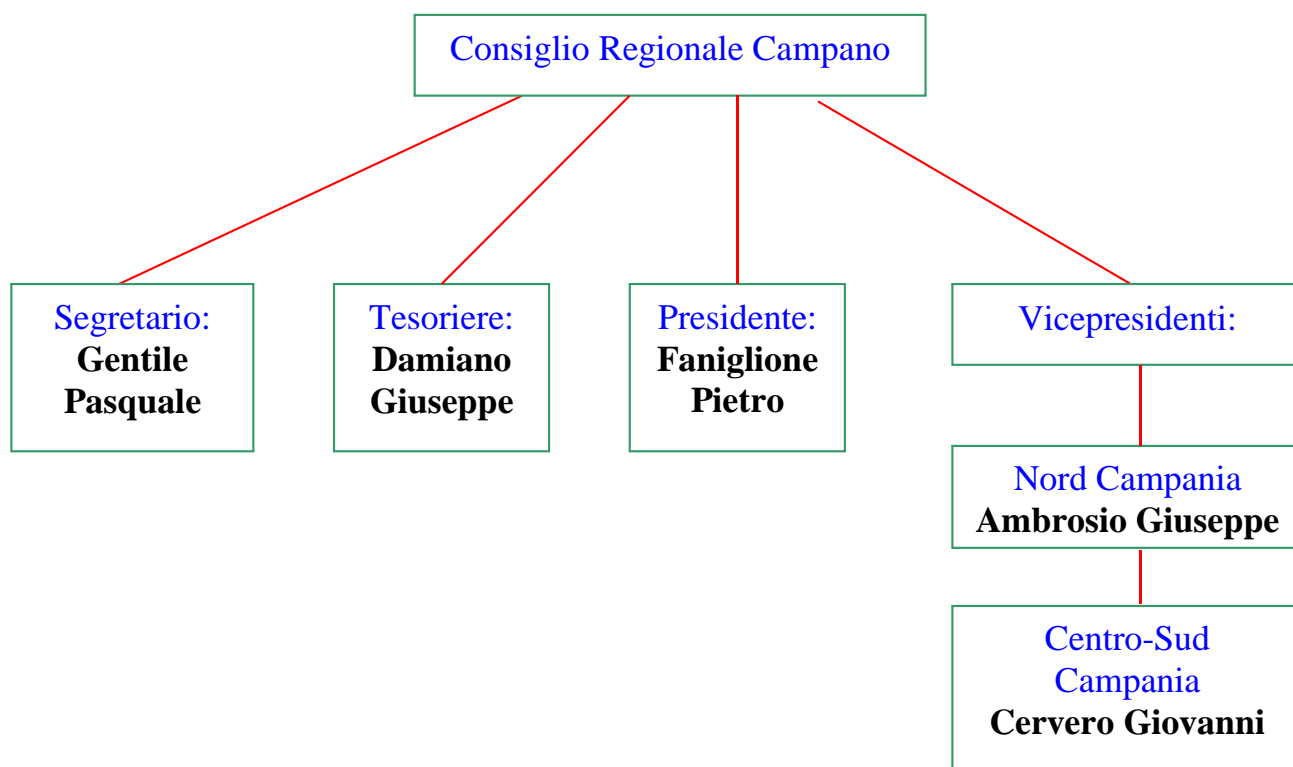 Consiglio Regionale Campano
Segretario:
Gentile
Pasquale
Tesoriere:
Damiano
Giuseppe
Presidente:
Faniglione
Pietro
Vicepresidenti:
Nord Campania
Ambrosio Giuseppe
Centro-Sud
Campania
Cervero Giovanni